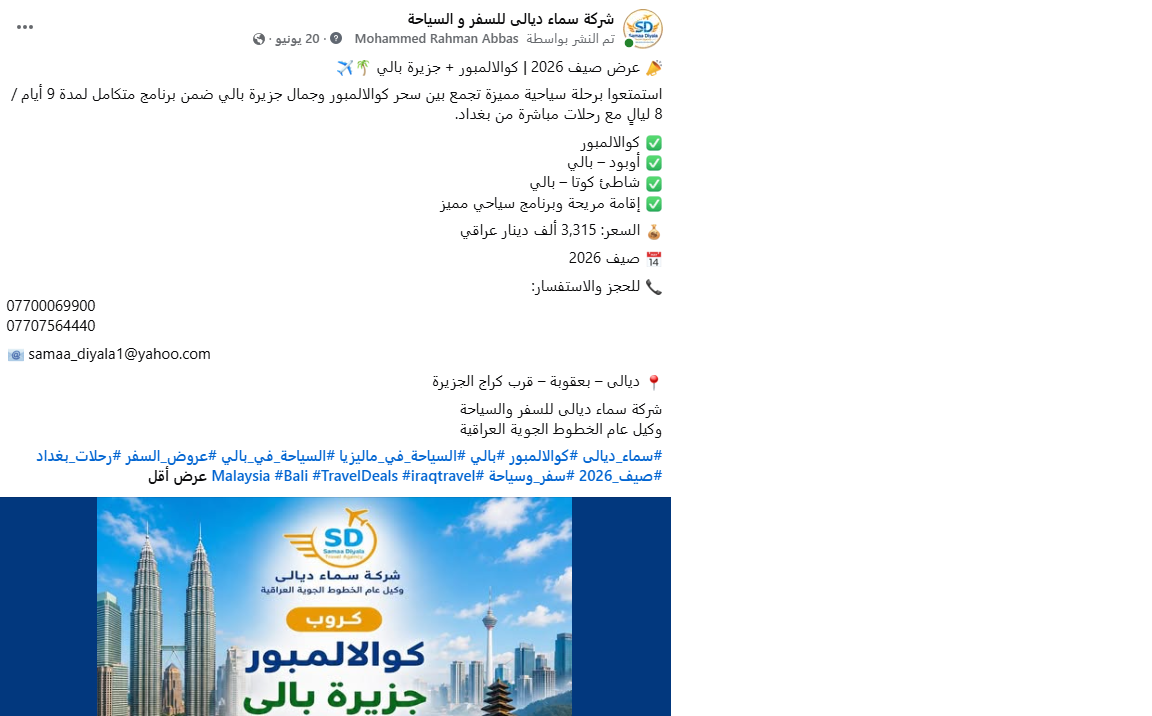 شركة سماء ديالى للسفر و السياحة
تم النشر بواسطة Mohammed Rahman Abbas · 20 يونيو ·
عرض صيف 2026 | كوالالمبور + جزيرة بالي 🌴✈️
استمتعوا برحلة سياحية مميزة تجمع بين سحر كوالالمبور وجمال جزيرة بالي ضمن برنامج متكامل لمدة 9 أيام /
8 ليالٍ مع رحلات مباشرة من بغداد.
✅ كوالالمبور
✅ أوبود – بالي
✅ شاطئ كوتا – بالي
✅ إقامة مريحة وبرنامج سياحي مميز
💰 السعر: 3,315 ألف دينار عراقي
📅 صيف 2026
📞 للحجز والاستفسار:
07700069900
07707564440
📧 samaa_diyala1@yahoo.com
📍 ديالى – بعقوبة – قرب كراج الجزيرة
شركة سماء ديالى للسفر والسياحة
وكيل عام الخطوط الجوية العراقية
#سماء_ديالى #كوالالمبور #بالي #السياحة_في_ماليزيا #السياحة_في_بالي #عروض_السفر #رحلات_بغداد
#صيف_2026 #سفر_وسياحة #Malaysia #Bali #TravelDeals #iraqtravel عرض أقل
SD
Samaa Diyala
Travel Agency
شركة سماء ديالى
وكيل عام الخطوط الجوية العراقية
كروب
كوالالمبور
جزيرة بالي